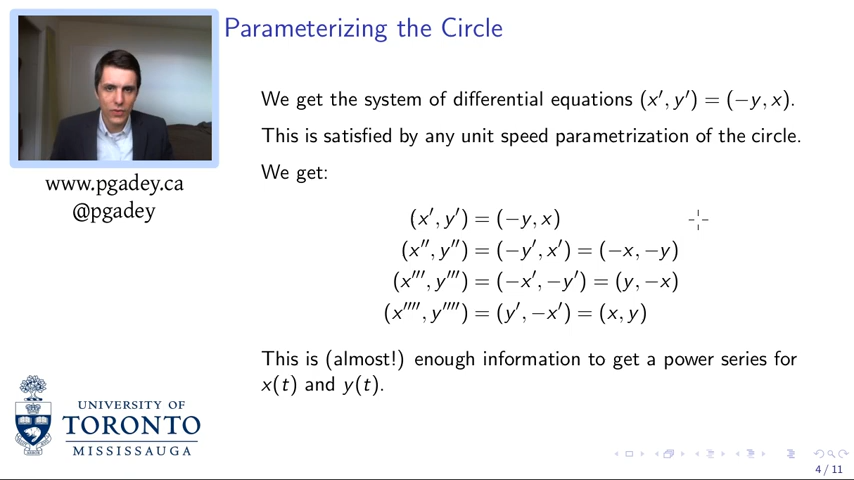 Parameterizing the Circle
www.pgadey.ca
@pgadey
We get the system of differential equations (x′, y′) = (−y, x).
This is satisfied by any unit speed parametrization of the circle.
We get:
(x′, y′) = (−y, x)
(x″, y″) = (−y′, x′) = (−x, −y)
(x‴, y‴) = (−x′, −y′) = (y, −x)
(x⁗, y⁗) = (y′, −x′) = (x, y)
This is (almost!) enough information to get a power series for
x(t) and y(t).
UNIVERSITY OF
TORONTO
MISSISSAUGA
4 / 11